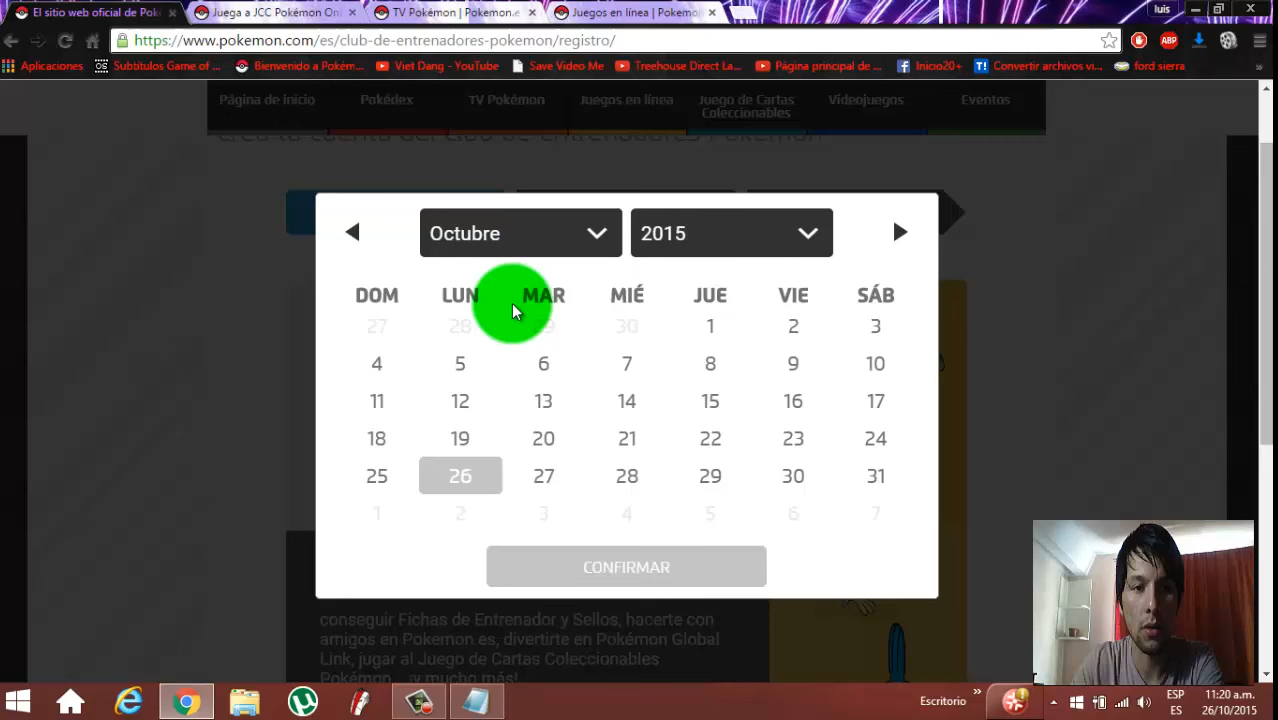 El sitio web oficial de Pok
Juega a JCC Pokémon On
TV Pokémon | Pokemon.e
Juegos en línea | Pokemo
luis
https://www.pokemon.com/es/club-de-entrenadores-pokemon/registro/
ABP
Aplicaciones
Subtítulos Game of ...
Bienvenido a Pokém...
Viet Dang - YouTube
Save Video Me
Treehouse Direct La...
Página principal de ...
Inicio20+
Convertir archivos vi...
ford sierra
Página de inicio
Pokédex
TV Pokémon
Juegos en línea
Juego de Cartas
Coleccionables
Videojuegos
Eventos
Octubre
2015
DOM LUN MAR MIÉ JUE VIE SÁB
27 28 29 30 1 2 3
4 5 6 7 8 9 10
11 12 13 14 15 16 17
18 19 20 21 22 23 24
25 26 27 28 29 30 31
1 2 3 4 5 6 7
CONFIRMAR
conseguir Fichas de Entrenador y Sellos, hacerte con
amigos en Pokemon.es, divertirte en Pokémon Global
Link, jugar al Juego de Cartas Coleccionables
Pokémon... ¡y mucho más!
Escritorio
ESP
ES
11:20 a.m.
26/10/2015